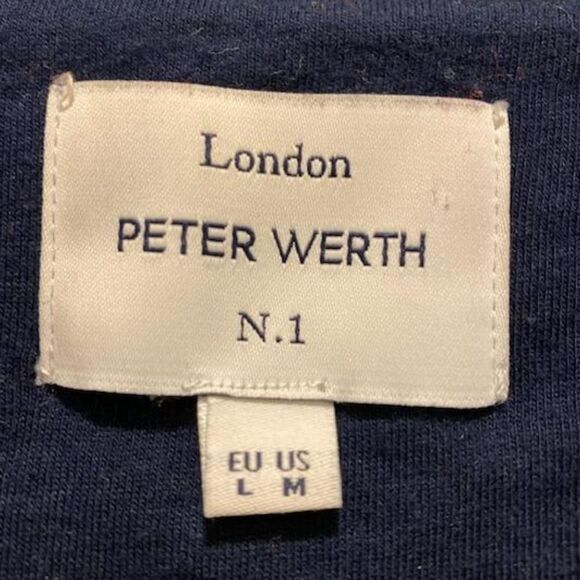 London
PETER WERTH
N.1
EU US
L M